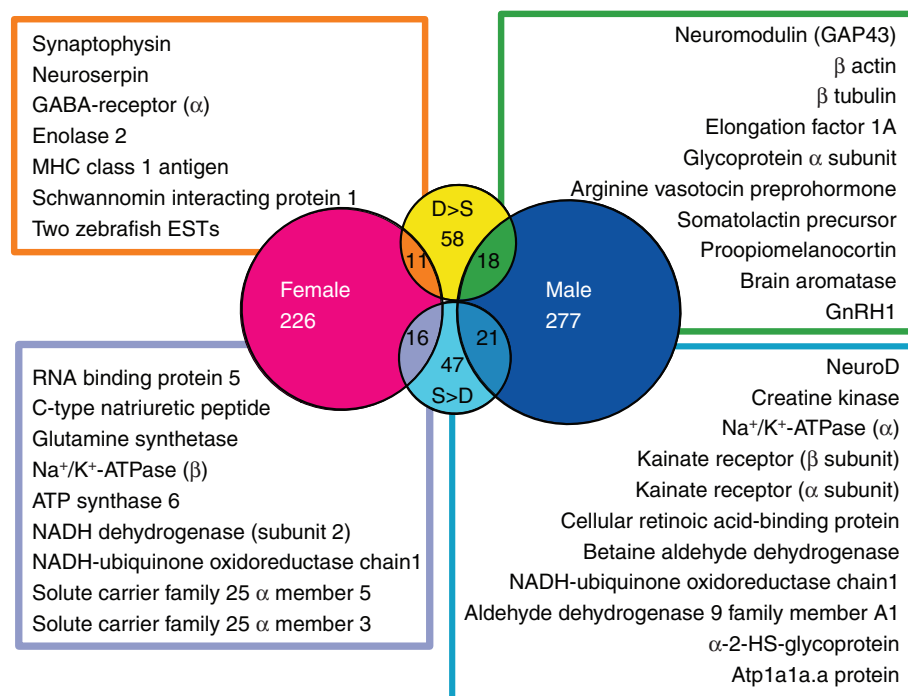 Synaptophysin
Neuroserpin
GABA-receptor (α)
Enolase 2
MHC class 1 antigen
Schwannomin interacting protein 1
Two zebrafish ESTs
Neuromodulin (GAP43)
β actin
β tubulin
Elongation factor 1A
Glycoprotein α subunit
Arginine vasotocin preprohormone
Somatolactin precursor
Proopiomelanocortin
Brain aromatase
GnRH1
D>S
58
11
18
Female
226
Male
277
16
21
47
S>D
RNA binding protein 5
C-type natriuretic peptide
Glutamine synthetase
Na⁺/K⁺-ATPase (β)
ATP synthase 6
NADH dehydrogenase (subunit 2)
NADH-ubiquinone oxidoreductase chain1
Solute carrier family 25 α member 5
Solute carrier family 25 α member 3
NeuroD
Creatine kinase
Na⁺/K⁺-ATPase (α)
Kainate receptor (β subunit)
Kainate receptor (α subunit)
Cellular retinoic acid-binding protein
Betaine aldehyde dehydrogenase
NADH-ubiquinone oxidoreductase chain1
Aldehyde dehydrogenase 9 family member A1
α-2-HS-glycoprotein
Atp1a1a.a protein